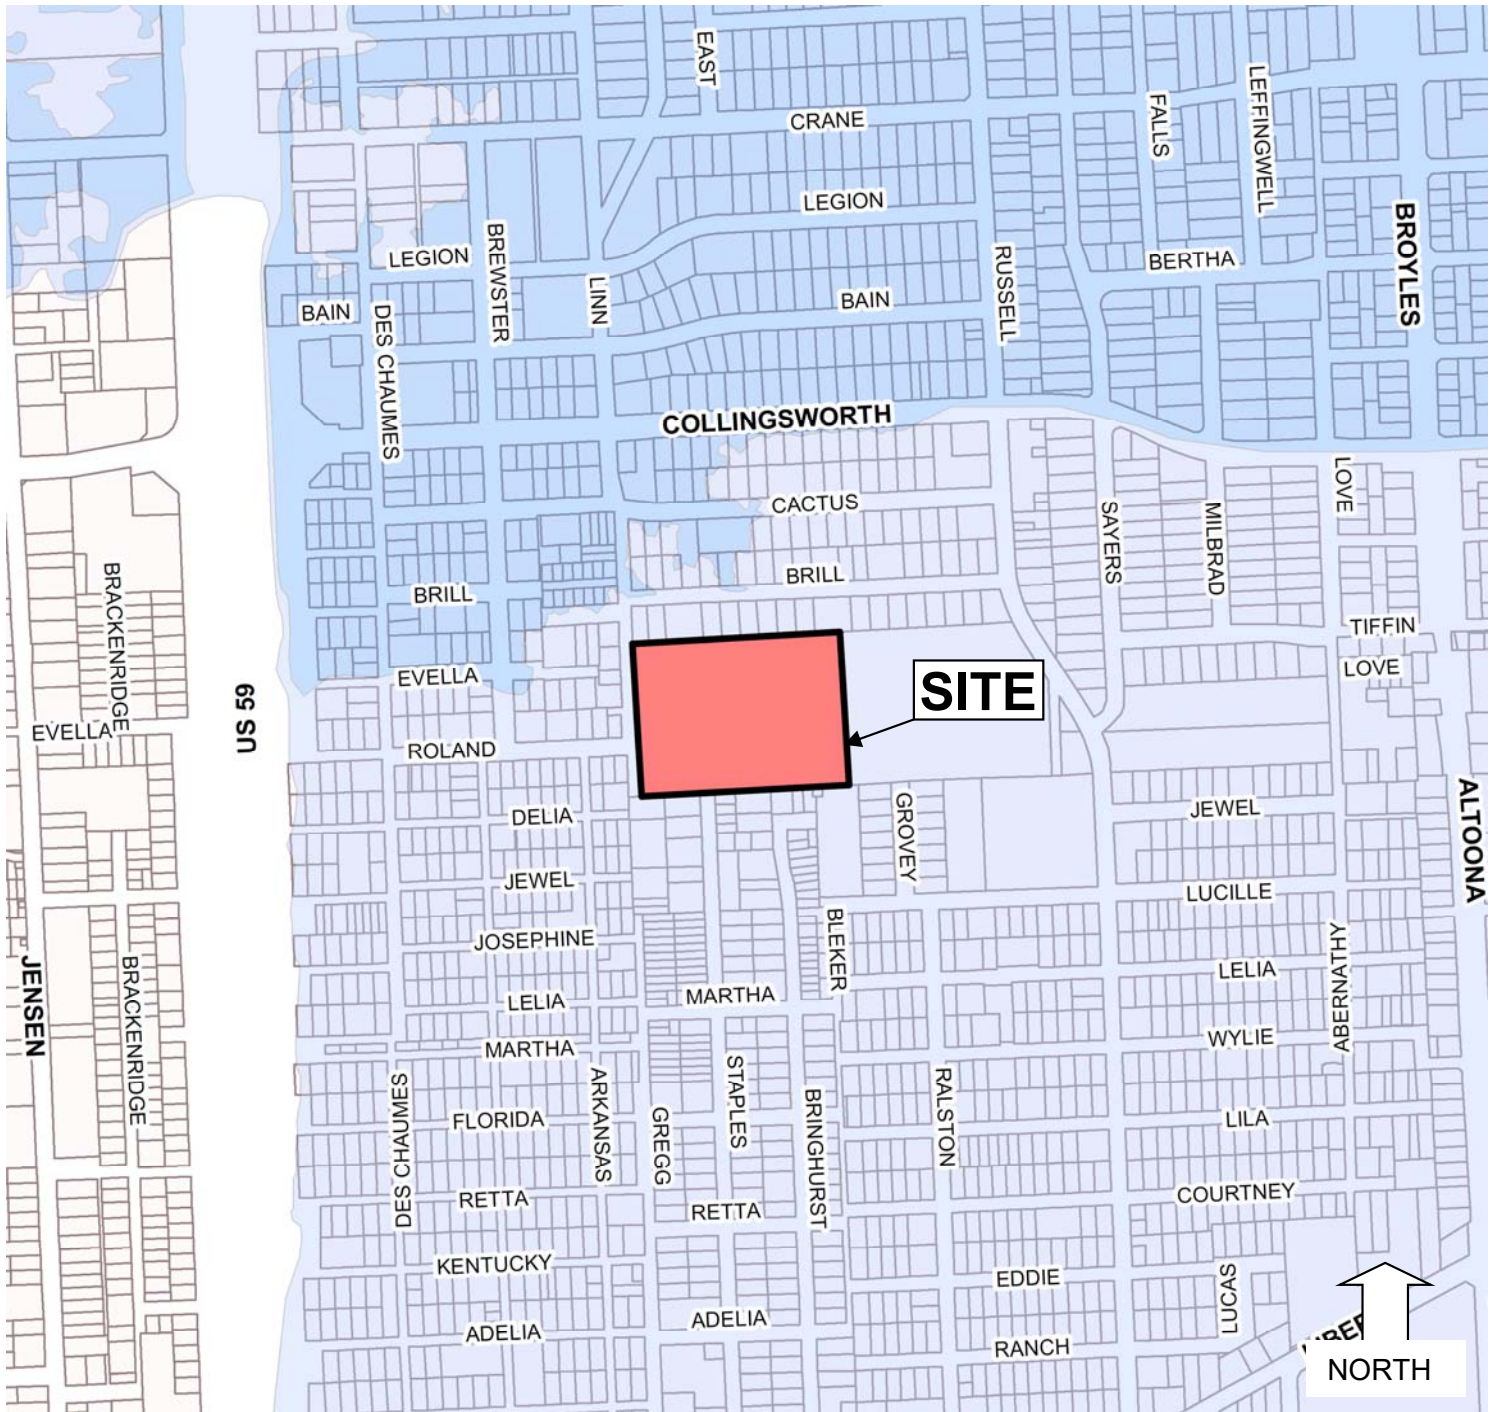 EAST
CRANE
FALLS
LEFFINGWELL
LEGION
BROYLES
LEGION
BREWSTER
RUSSELL
BERTHA
BAIN
DES CHAUMES
LINN
BAIN
COLLINGSWORTH
LOVE
CACTUS
SAYERS
MILBRAD
BRACKENRIDGE
BRILL
BRILL
TIFFIN
LOVE
EVELLA
SITE
US 59
EVELLA
ROLAND
DELIA
GROVEY
JEWEL
ALTOONA
JEWEL
LUCILLE
JOSEPHINE
BLEKER
JENSEN
BRACKENRIDGE
LELIA
MARTHA
LELIA
ABERNATHY
MARTHA
WYLIE
DES CHAUMES
FLORIDA
ARKANSAS
GREGG
STAPLES
BRINGHURST
RALSTON
LILA
RETTA
RETTA
COURTNEY
KENTUCKY
EDDIE
LUCAS
ADELIA
ADELIA
RANCH
NORTH